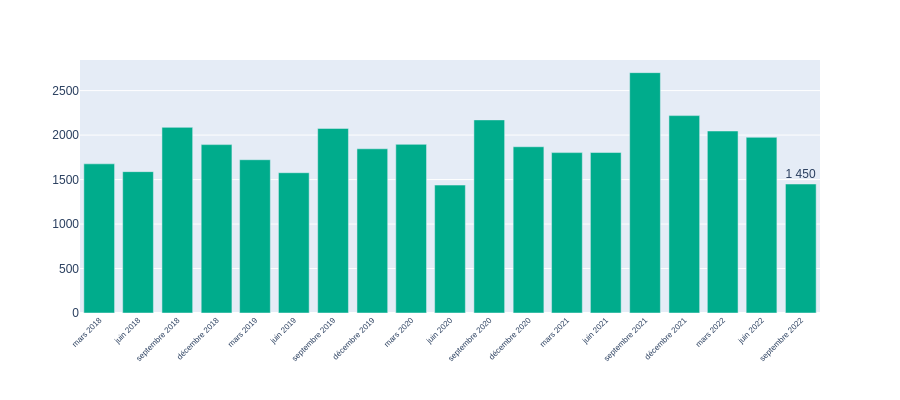 2500
2000
1500
1000
500
0
1 450
mars 2018
juin 2018
septembre 2018
décembre 2018
mars 2019
juin 2019
septembre 2019
décembre 2019
mars 2020
juin 2020
septembre 2020
décembre 2020
mars 2021
juin 2021
septembre 2021
décembre 2021
mars 2022
juin 2022
septembre 2022